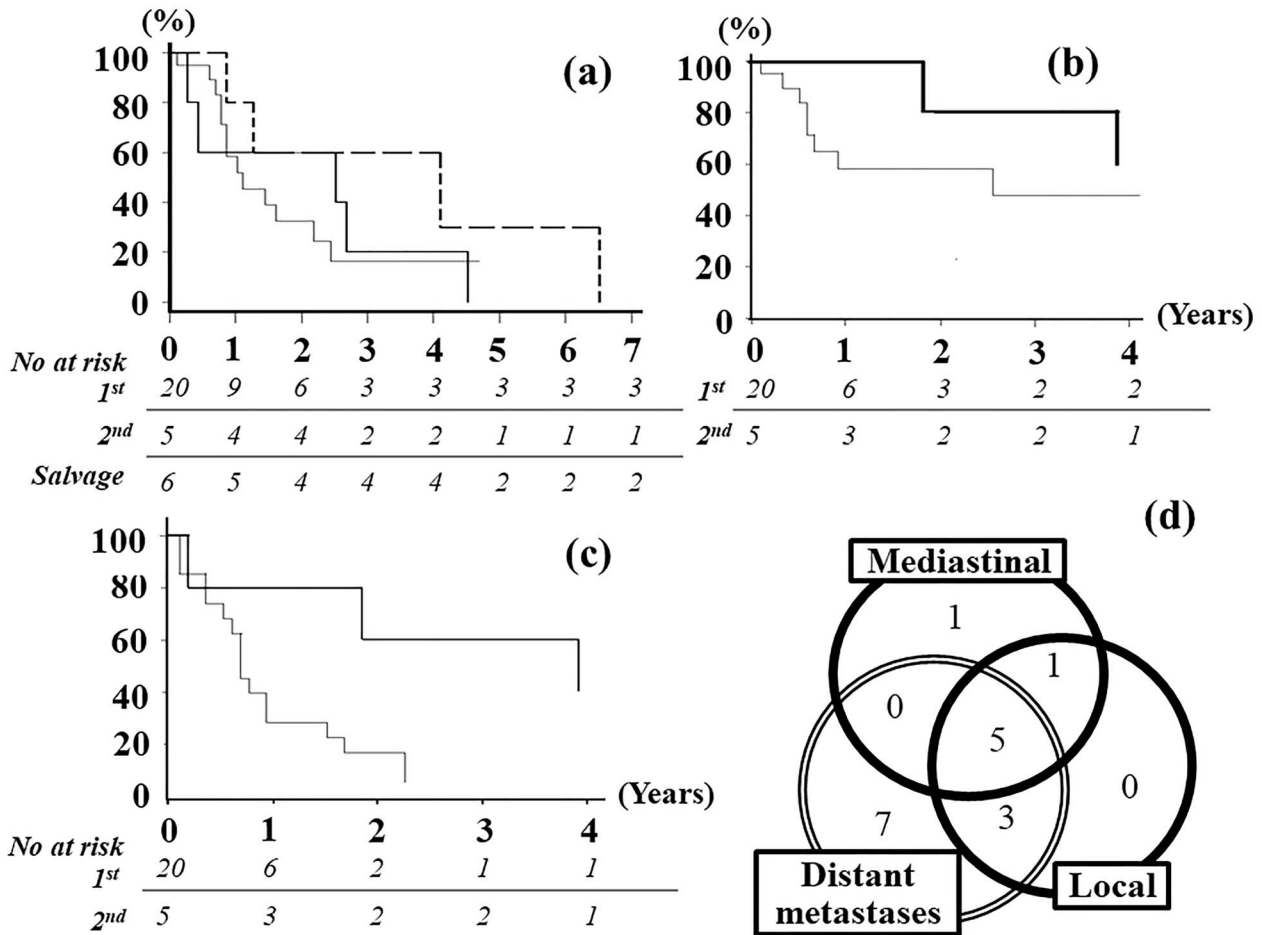 (%)
(a)
100
80
60
40
20
0
0 1 2 3 4 5 6 7
No at risk
1st 20 9 6 3 3 3 3 3
2nd 5 4 4 2 2 1 1 1
Salvage 6 5 4 4 4 2 2 2
(%)
(b)
100
80
60
40
20
0
(Years)
0 1 2 3 4
1st 20 6 3 2 2
2nd 5 3 2 2 1
(c)
100
80
60
40
20
0
(Years)
0 1 2 3 4
No at risk
1st 20 6 2 1 1
2nd 5 3 2 2 1
(d)
Mediastinal
1
1
0
5
0
3
7
Distant
metastases
Local